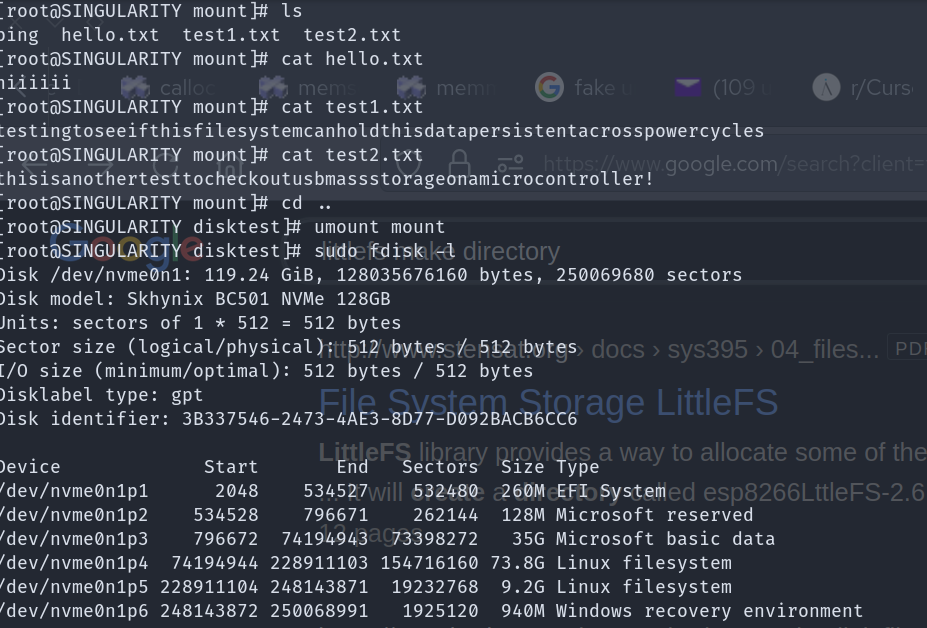 [root@SINGULARITY mount]# ls
bing  hello.txt  test1.txt  test2.txt
[root@SINGULARITY mount]# cat hello.txt
hiiiiii
calloc
mems
mem
fake u
(109 u
r/Curs
[root@SINGULARITY mount]# cat test1.txt
testingtoseeifthisfilesystemcanholdthisdatapersistentacrosspowercycles
[root@SINGULARITY mount]# cat test2.txt
https://www.google.com/search?client=
thisisanothertesttocheckoutusbmassstorageonamicrocontroller!
[root@SINGULARITY mount]# cd ..
[root@SINGULARITY disktest]# umount mount
Google
littlefs make directory
[root@SINGULARITY disktest]# sudo fdisk -l
Disk /dev/nvme0n1: 119.24 GiB, 128035676160 bytes, 250069680 sectors
Disk model: Skhynix BC501 NVMe 128GB
Units: sectors of 1 * 512 = 512 bytes
Sector size (logical/physical): 512 bytes / 512 bytes
http://www.stensat.org › docs › sys395 › 04_files...
PDF
I/O size (minimum/optimal): 512 bytes / 512 bytes
Disklabel type: gpt
File System Storage LittleFS
Disk identifier: 3B337546-2473-4AE3-8D77-D092BACB6CC6
LittleFS library provides a way to allocate some of the
Device Start End Sectors Size Type
/dev/nvme0n1p1 2048 534527 532480 260M EFI System
... It will create a directory called esp8266LttleFS-2.6
/dev/nvme0n1p2 534528 796671 262144 128M Microsoft reserved
13 pages
/dev/nvme0n1p3 796672 74194943 73398272 35G Microsoft basic data
/dev/nvme0n1p4 74194944 228911103 154716160 73.8G Linux filesystem
/dev/nvme0n1p5 228911104 248143871 19232768 9.2G Linux filesystem
/dev/nvme0n1p6 248143872 250068991 1925120 940M Windows recovery environment